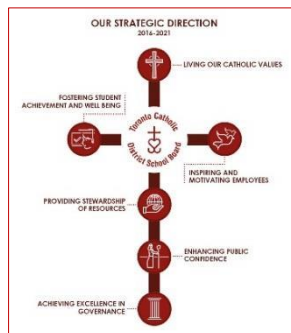 OUR STRATEGIC DIRECTION
2016-2021
LIVING OUR CATHOLIC VALUES
FOSTERING STUDENT
ACHIEVEMENT AND WELL BEING
Toronto Catholic
District School Board
INSPIRING AND
MOTIVATING EMPLOYEES
PROVIDING STEWARDSHIP
OF RESOURCES
ENHANCING PUBLIC
CONFIDENCE
ACHIEVING EXCELLENCE IN
GOVERNANCE